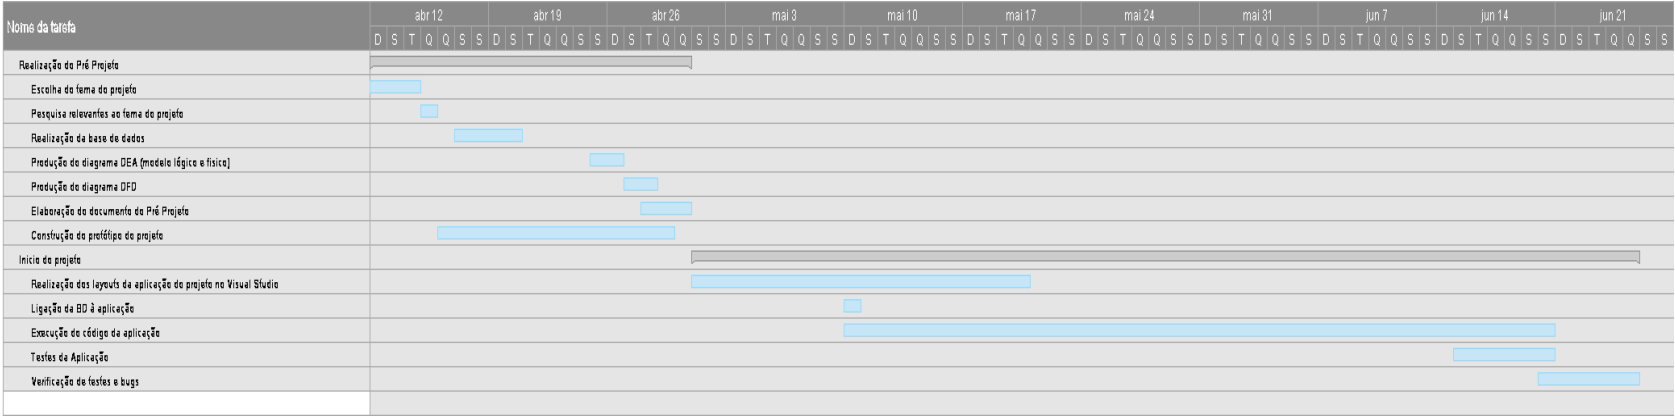 Nome da tarefa
abr 12 abr 19 abr 26 mai 3 mai 10 mai 17 mai 24 mai 31 jun 7 jun 14 jun 21
D S T Q Q S S D S T Q Q S S D S T Q Q S S D S T Q Q S S D S T Q Q S S D S T Q Q S S D S T Q Q S S D S T Q Q S S D S T Q Q S S D S T Q Q S S D S T Q Q S S
Realização do Pré Projeto
Escolha do tema do projeto
Pesquisa relevantes ao tema do projeto
Realização da base de dados
Produção do diagrama DEA (modelo lógico e fisico)
Produção do diagrama DFD
Elaboração do documento do Pré Projeto
Construção do protótipo do projeto
Inicio do projeto
Realização dos layouts da aplicação do projeto no Visual Studio
Ligação da BD à aplicação
Execução do código da aplicação
Testes da Aplicação
Verificação de testes e bugs